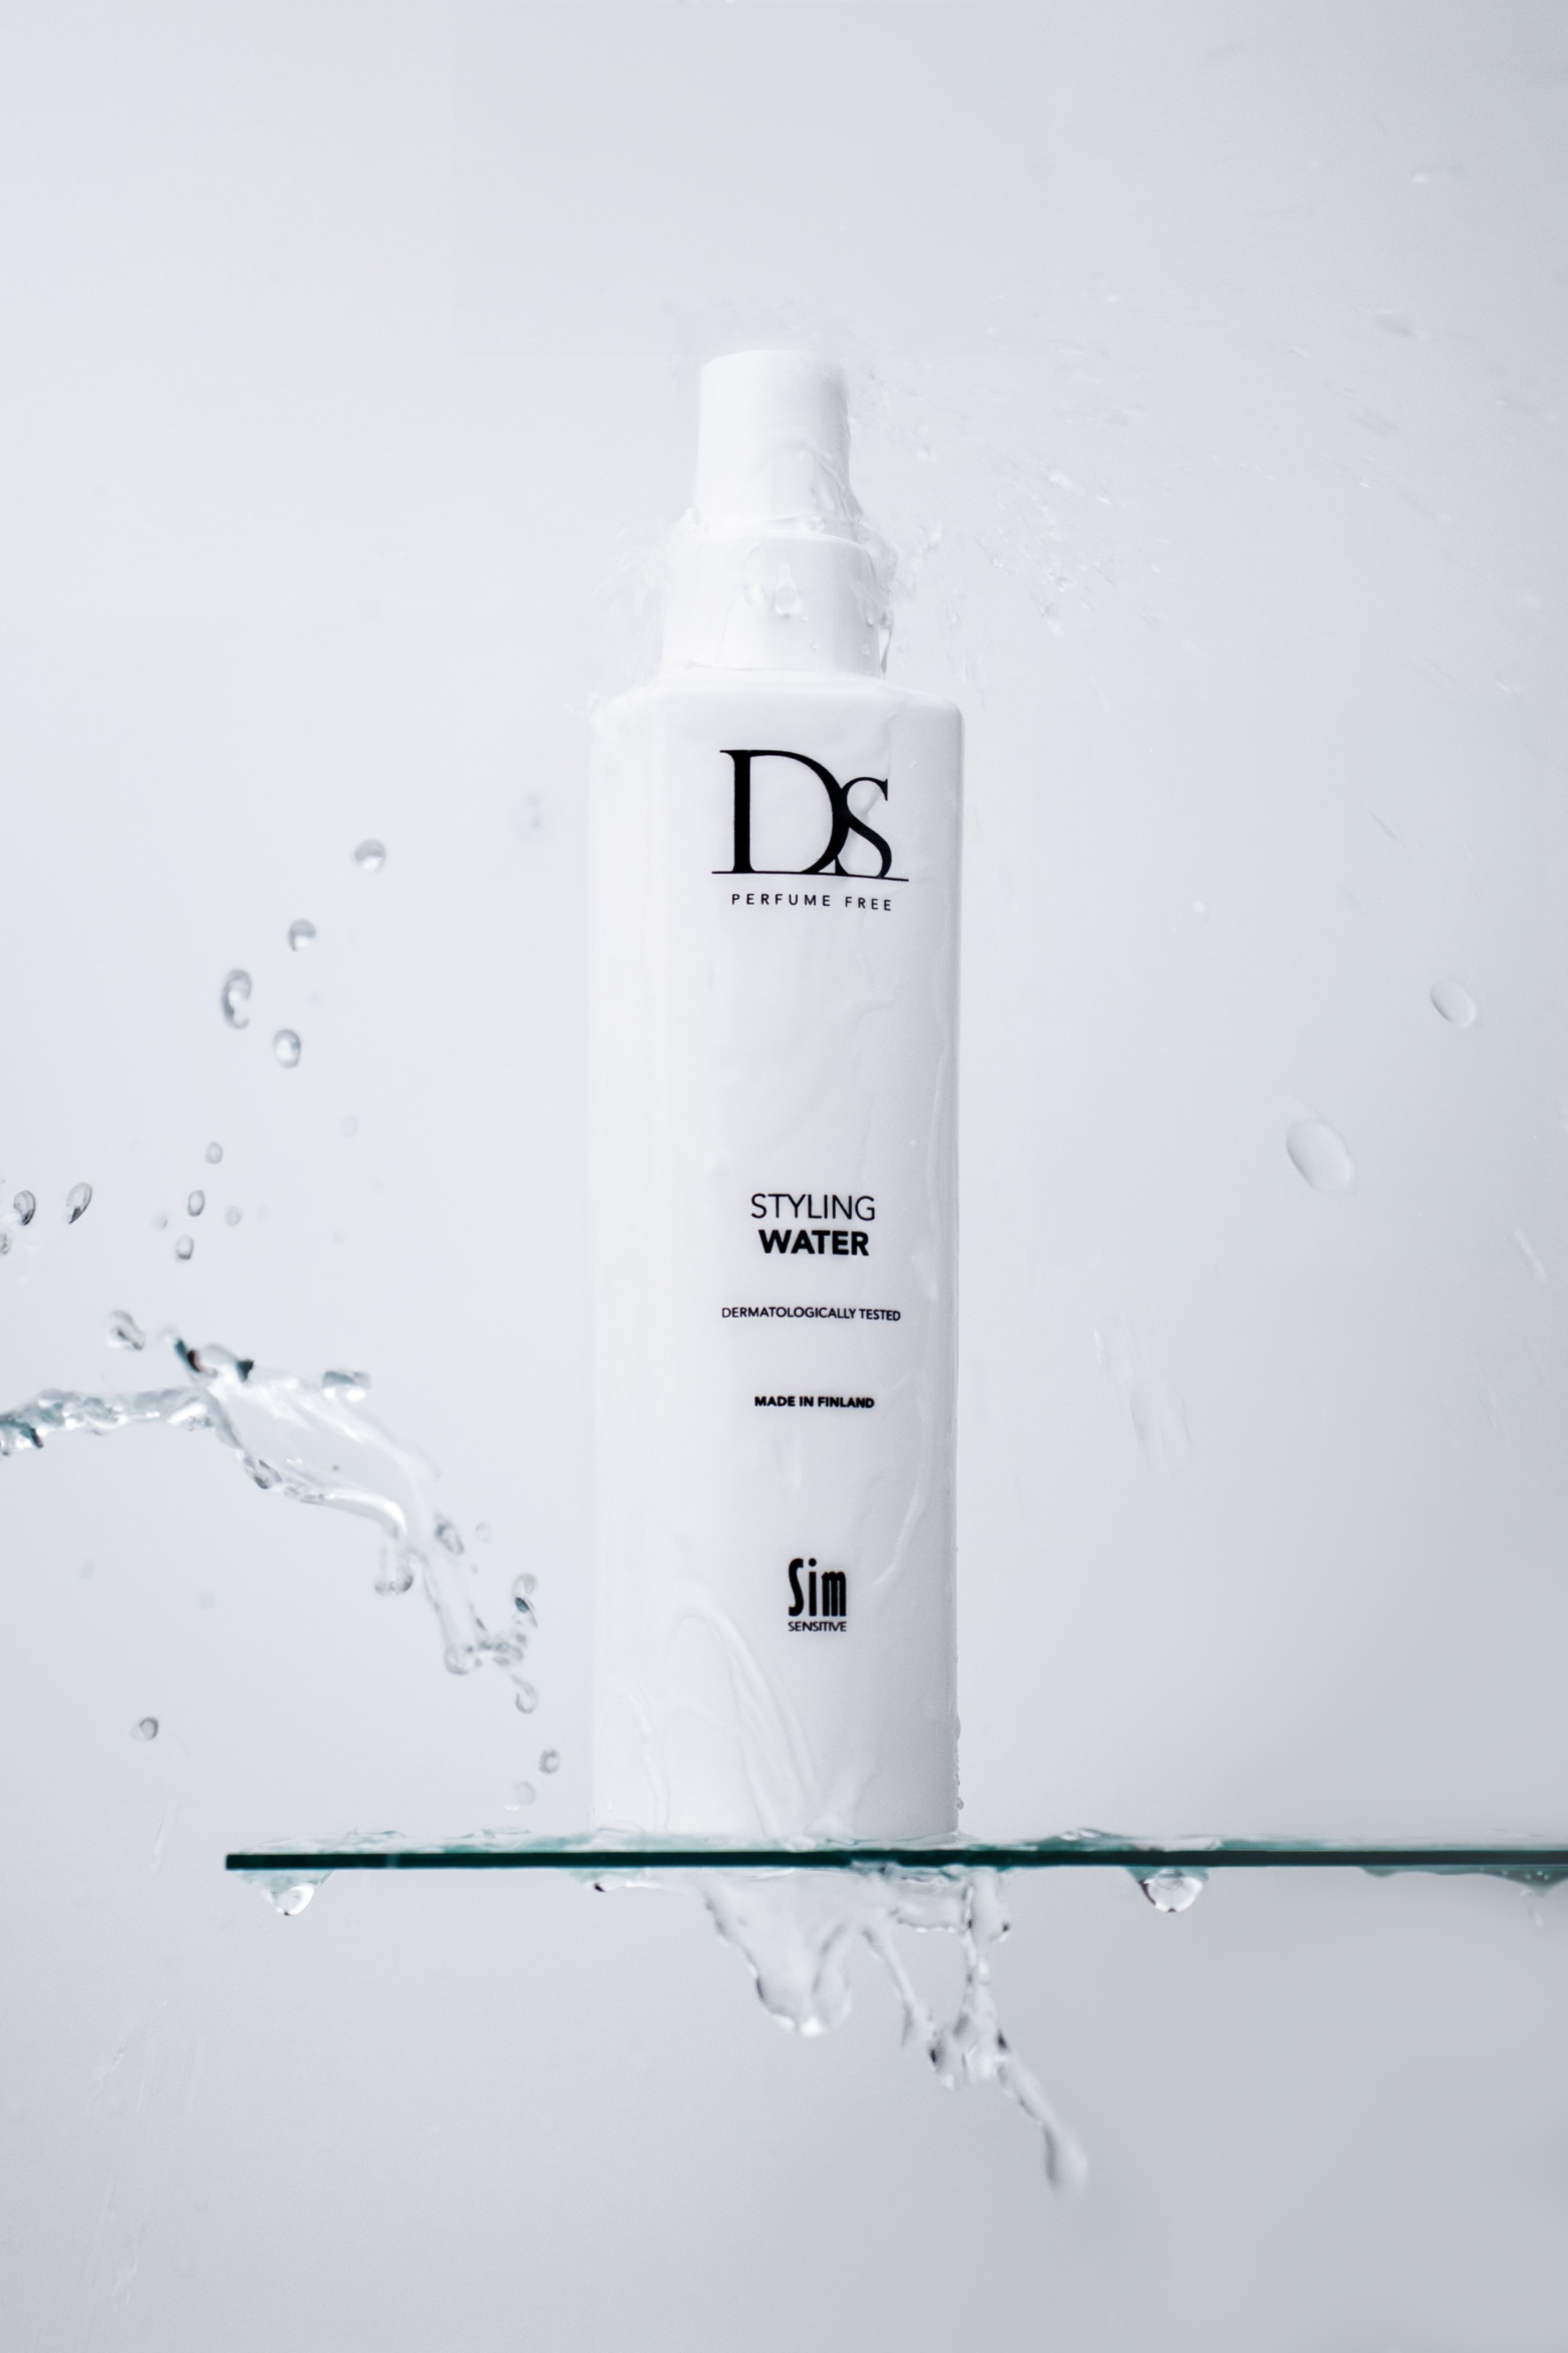 DS
PERFUME FREE
STYLING
WATER
DERMATOLOGICALLY TESTED
MADE IN FINLAND
Sim
SENSITIVE